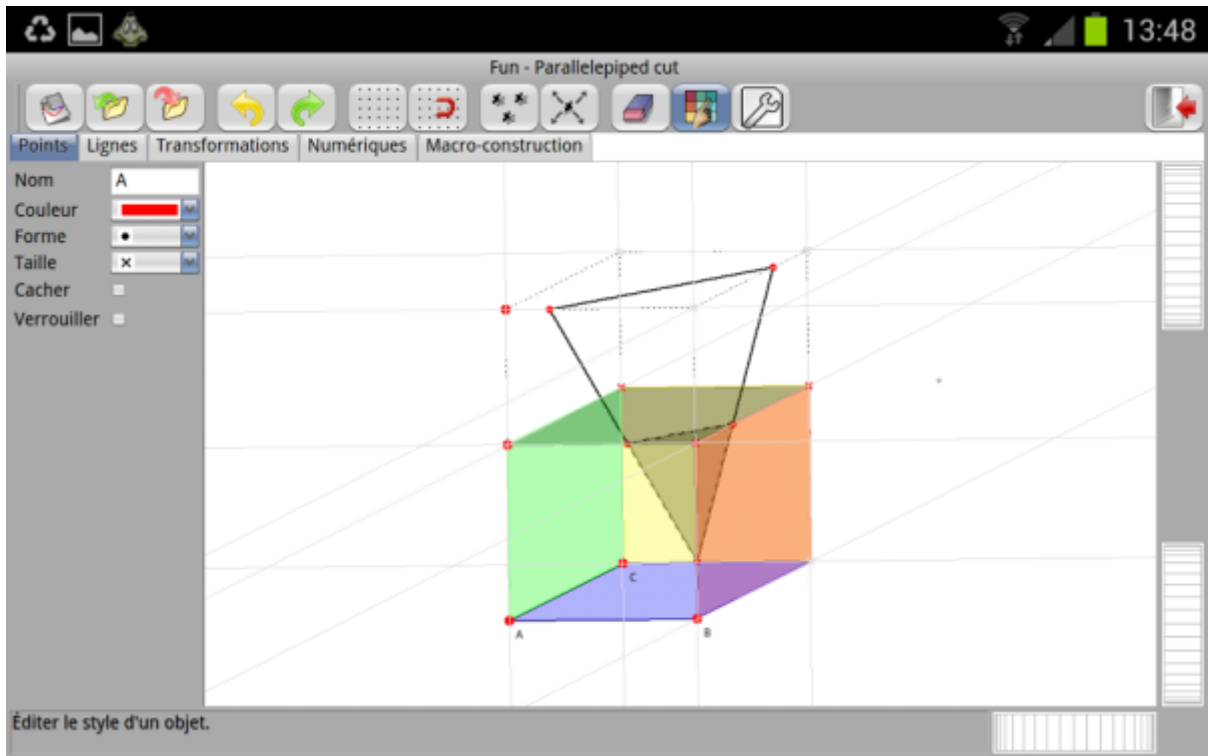 13:48
Fun - Parallelepiped cut
Points Lignes Transformations Numériques Macro-construction
Nom A
Couleur
Forme
Taille
Cacher
Verrouiller
C
A B
Éditer le style d'un objet.